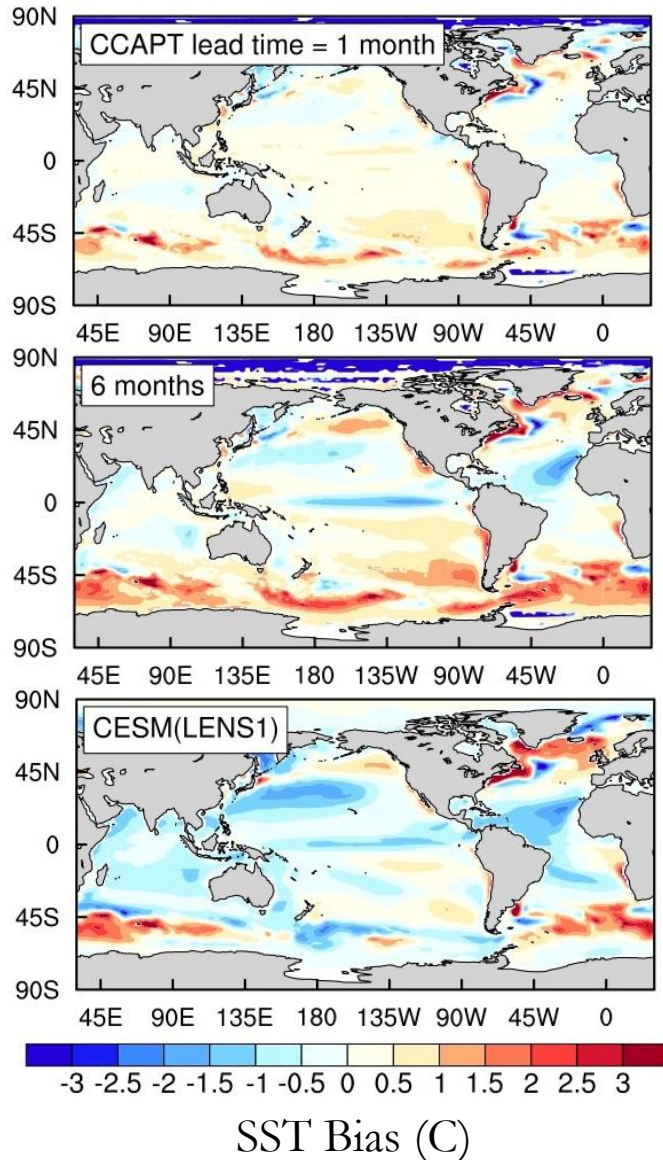 90N
CCAPT lead time = 1 month
45N
0
45S
90S
45E 90E 135E 180 135W 90W 45W 0
90N
6 months
45N
0
45S
90S
45E 90E 135E 180 135W 90W 45W 0
90N
CESM(LENS1)
45N
0
45S
90S
45E 90E 135E 180 135W 90W 45W 0
-3 -2.5 -2 -1.5 -1 -0.5 0 0.5 1 1.5 2 2.5 3
SST Bias (C)